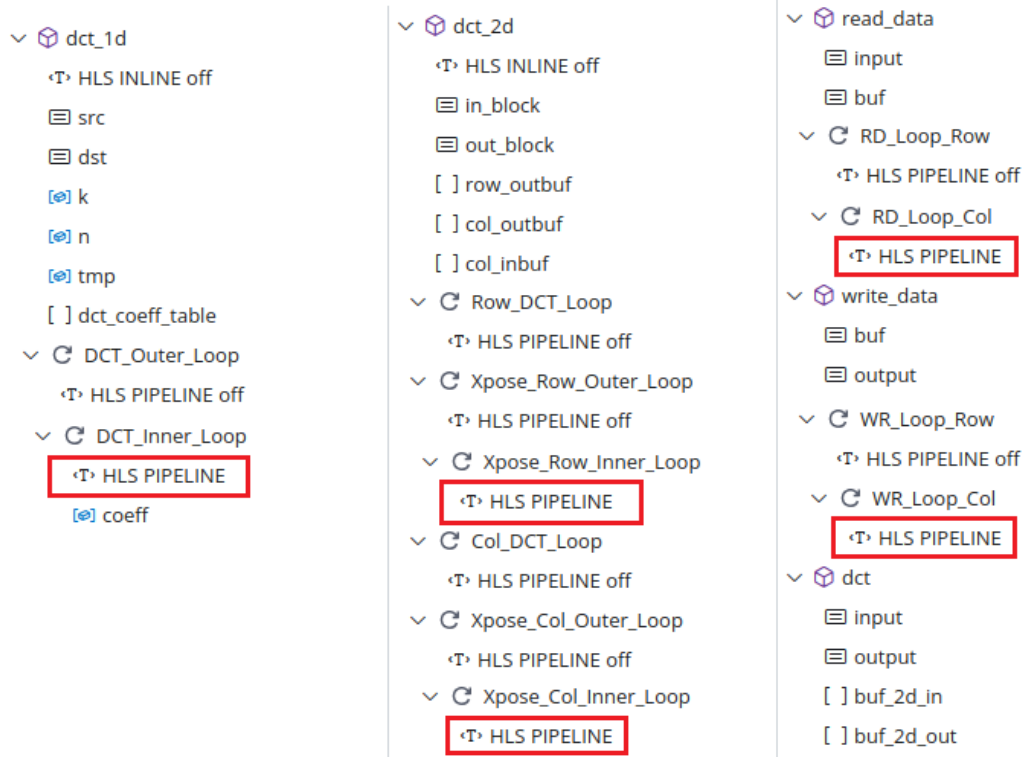 dct_1d
HLS INLINE off
src
dst
k
n
tmp
[ ] dct_coeff_table
DCT_Outer_Loop
HLS PIPELINE off
DCT_Inner_Loop
HLS PIPELINE
coeff
dct_2d
HLS INLINE off
in_block
out_block
[ ] row_outbuf
[ ] col_outbuf
[ ] col_inbuf
Row_DCT_Loop
HLS PIPELINE off
Xpose_Row_Outer_Loop
HLS PIPELINE off
Xpose_Row_Inner_Loop
HLS PIPELINE
Col_DCT_Loop
HLS PIPELINE off
Xpose_Col_Outer_Loop
HLS PIPELINE off
Xpose_Col_Inner_Loop
HLS PIPELINE
read_data
input
buf
RD_Loop_Row
HLS PIPELINE off
RD_Loop_Col
HLS PIPELINE
write_data
buf
output
WR_Loop_Row
HLS PIPELINE off
WR_Loop_Col
HLS PIPELINE
dct
input
output
[ ] buf_2d_in
[ ] buf_2d_out